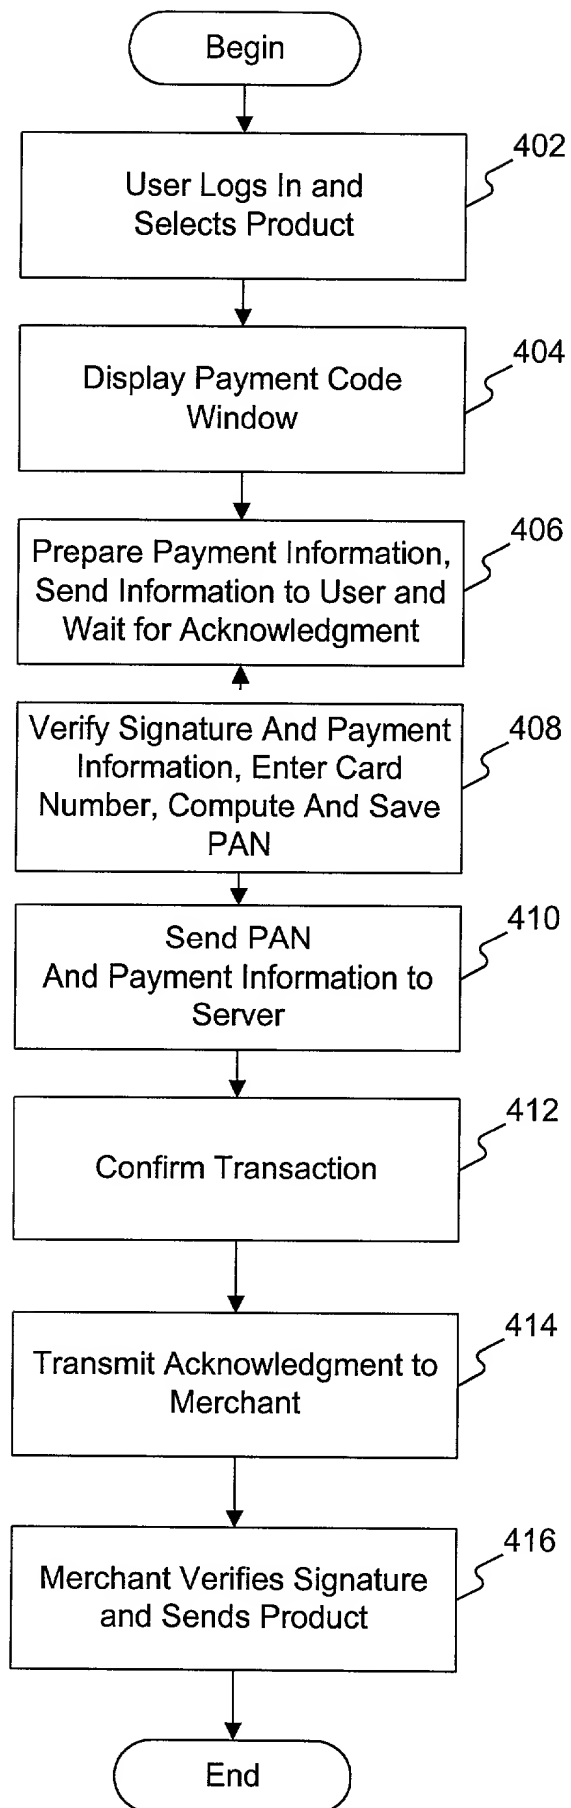 Begin
402
User Logs In and
Selects Product
404
Display Payment Code
Window
406
Prepare Payment Information,
Send Information to User and
Wait for Acknowledgment
408
Verify Signature And Payment
Information, Enter Card
Number, Compute And Save
PAN
410
Send PAN
And Payment Information to
Server
412
Confirm Transaction
414
Transmit Acknowledgment to
Merchant
416
Merchant Verifies Signature
and Sends Product
End